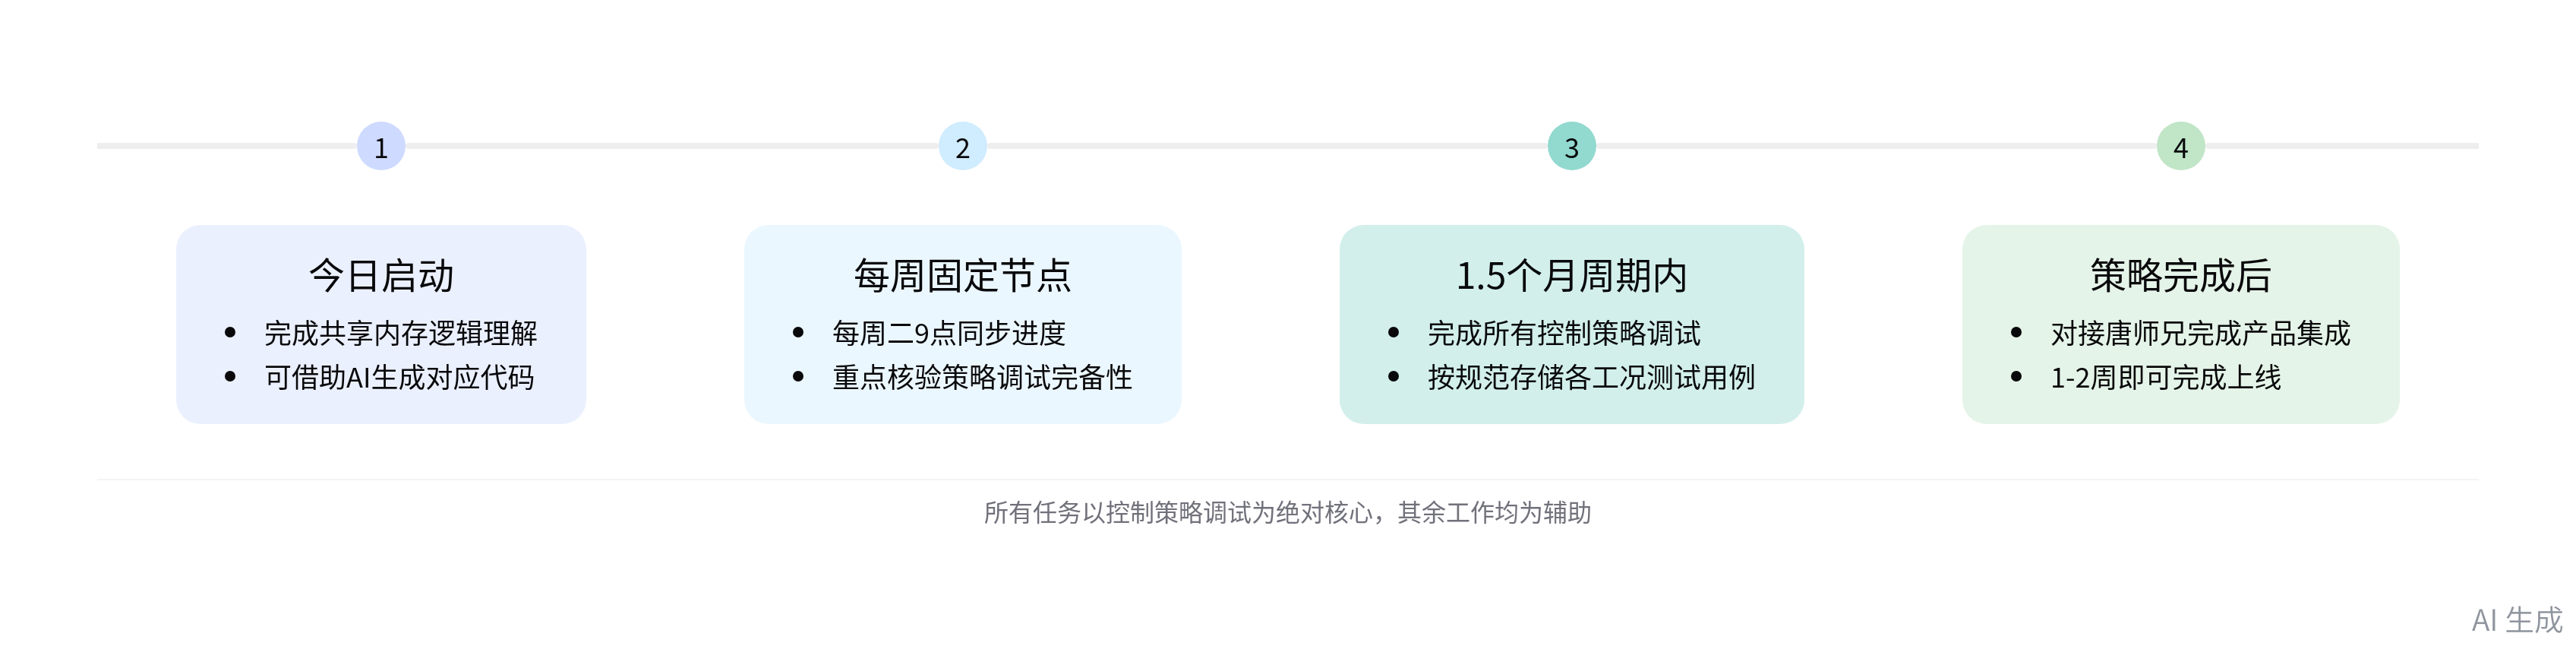 1
2
3
4
今日启动
• 完成共享内存逻辑理解
• 可借助AI生成对应代码
每周固定节点
• 每周二9点同步进度
• 重点核验策略调试完备性
1.5个月周期内
• 完成所有控制策略调试
• 按规范存储各工况测试用例
策略完成后
• 对接唐师兄完成产品集成
• 1-2周即可完成上线
所有任务以控制策略调试为绝对核心，其余工作均为辅助
AI 生成